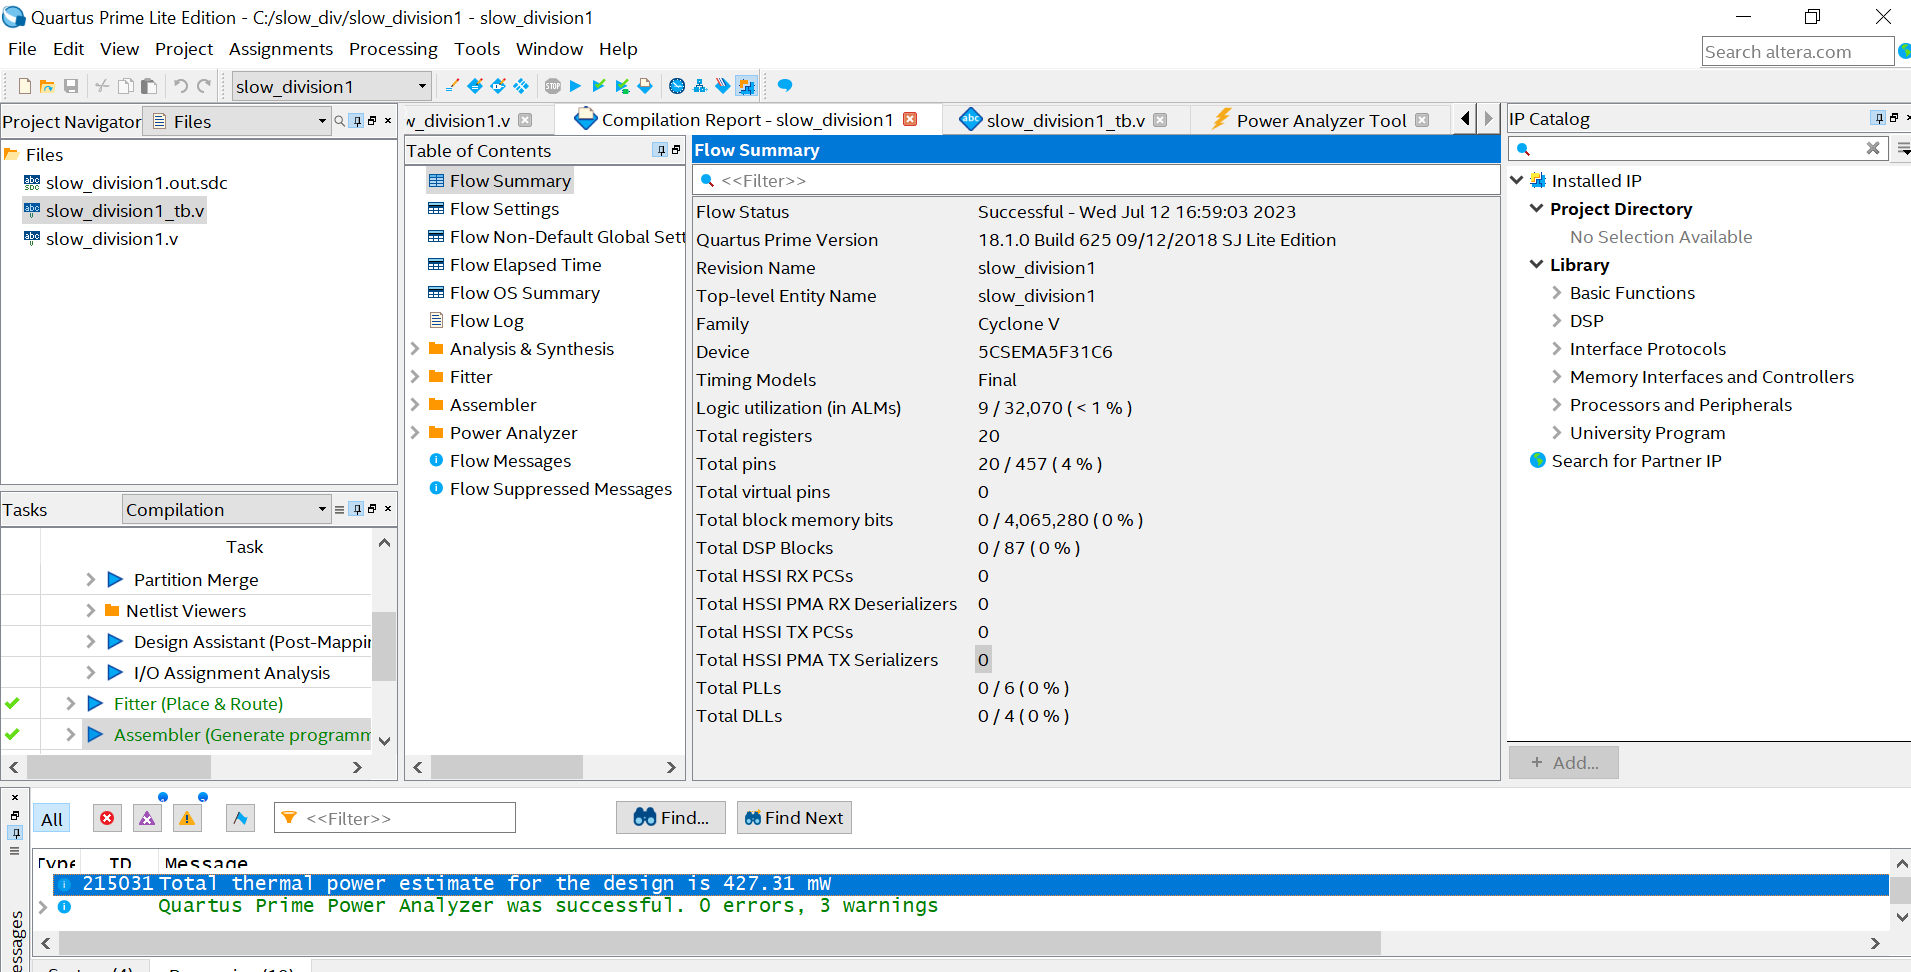 Quartus Prime Lite Edition - C:/slow_div/slow_division1 - slow_division1
File Edit View Project Assignments Processing Tools Window Help
Search altera.com
slow_division1
Project Navigator Files
Files
slow_division1.out.sdc
slow_division1_tb.v
slow_division1.v
Tasks Compilation
Task
Partition Merge
Netlist Viewers
Design Assistant (Post-Mappin
I/O Assignment Analysis
Fitter (Place & Route)
Assembler (Generate programm
w_division1.v Compilation Report - slow_division1 slow_division1_tb.v Power Analyzer Tool
Table of Contents
Flow Summary
Flow Settings
Flow Non-Default Global Sett
Flow Elapsed Time
Flow OS Summary
Flow Log
Analysis & Synthesis
Fitter
Assembler
Power Analyzer
Flow Messages
Flow Suppressed Messages
Flow Summary
<<Filter>>
Flow Status Successful - Wed Jul 12 16:59:03 2023
Quartus Prime Version 18.1.0 Build 625 09/12/2018 SJ Lite Edition
Revision Name slow_division1
Top-level Entity Name slow_division1
Family Cyclone V
Device 5CSEMA5F31C6
Timing Models Final
Logic utilization (in ALMs) 9 / 32,070 ( < 1 % )
Total registers 20
Total pins 20 / 457 ( 4 % )
Total virtual pins 0
Total block memory bits 0 / 4,065,280 ( 0 % )
Total DSP Blocks 0 / 87 ( 0 % )
Total HSSI RX PCSs 0
Total HSSI PMA RX Deserializers 0
Total HSSI TX PCSs 0
Total HSSI PMA TX Serializers 0
Total PLLs 0 / 6 ( 0 % )
Total DLLs 0 / 4 ( 0 % )
IP Catalog
Installed IP
Project Directory
No Selection Available
Library
Basic Functions
DSP
Interface Protocols
Memory Interfaces and Controllers
Processors and Peripherals
University Program
Search for Partner IP
+ Add...
All <<Filter>> Find... Find Next
Type ID Message
215031 Total thermal power estimate for the design is 427.31 mW
Quartus Prime Power Analyzer was successful. 0 errors, 3 warnings
essages